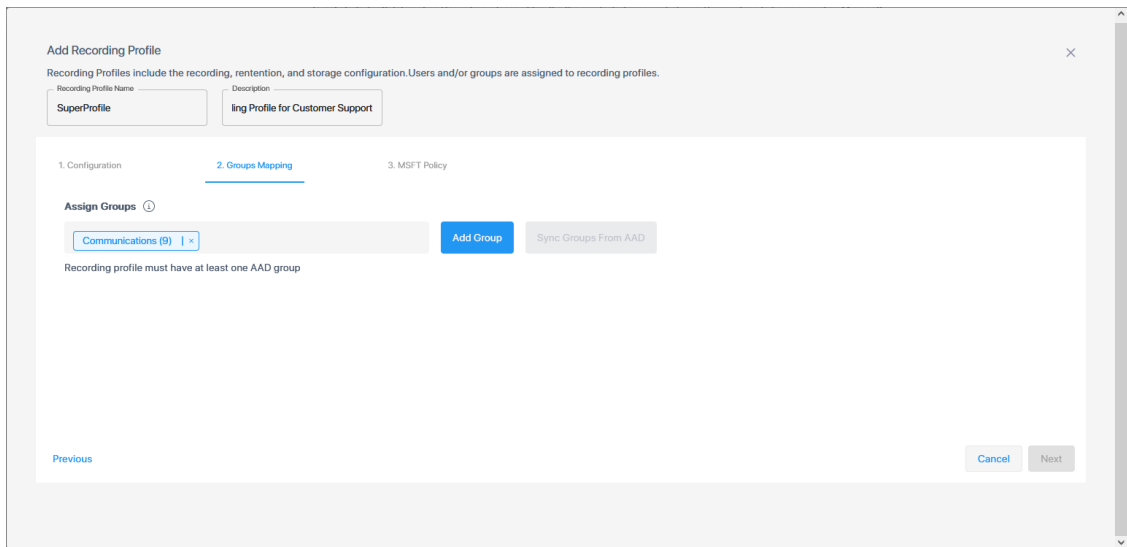 Add Recording Profile
Recording Profiles include the recording, rentention, and storage configuration.Users and/or groups are assigned to recording profiles.
Recording Profile Name Description
SuperProfile ling Profile for Customer Support
1. Configuration 2. Groups Mapping 3. MSFT Policy
Assign Groups
Communications (9) | × Add Group Sync Groups From AAD
Recording profile must have at least one AAD group
Previous Cancel Next